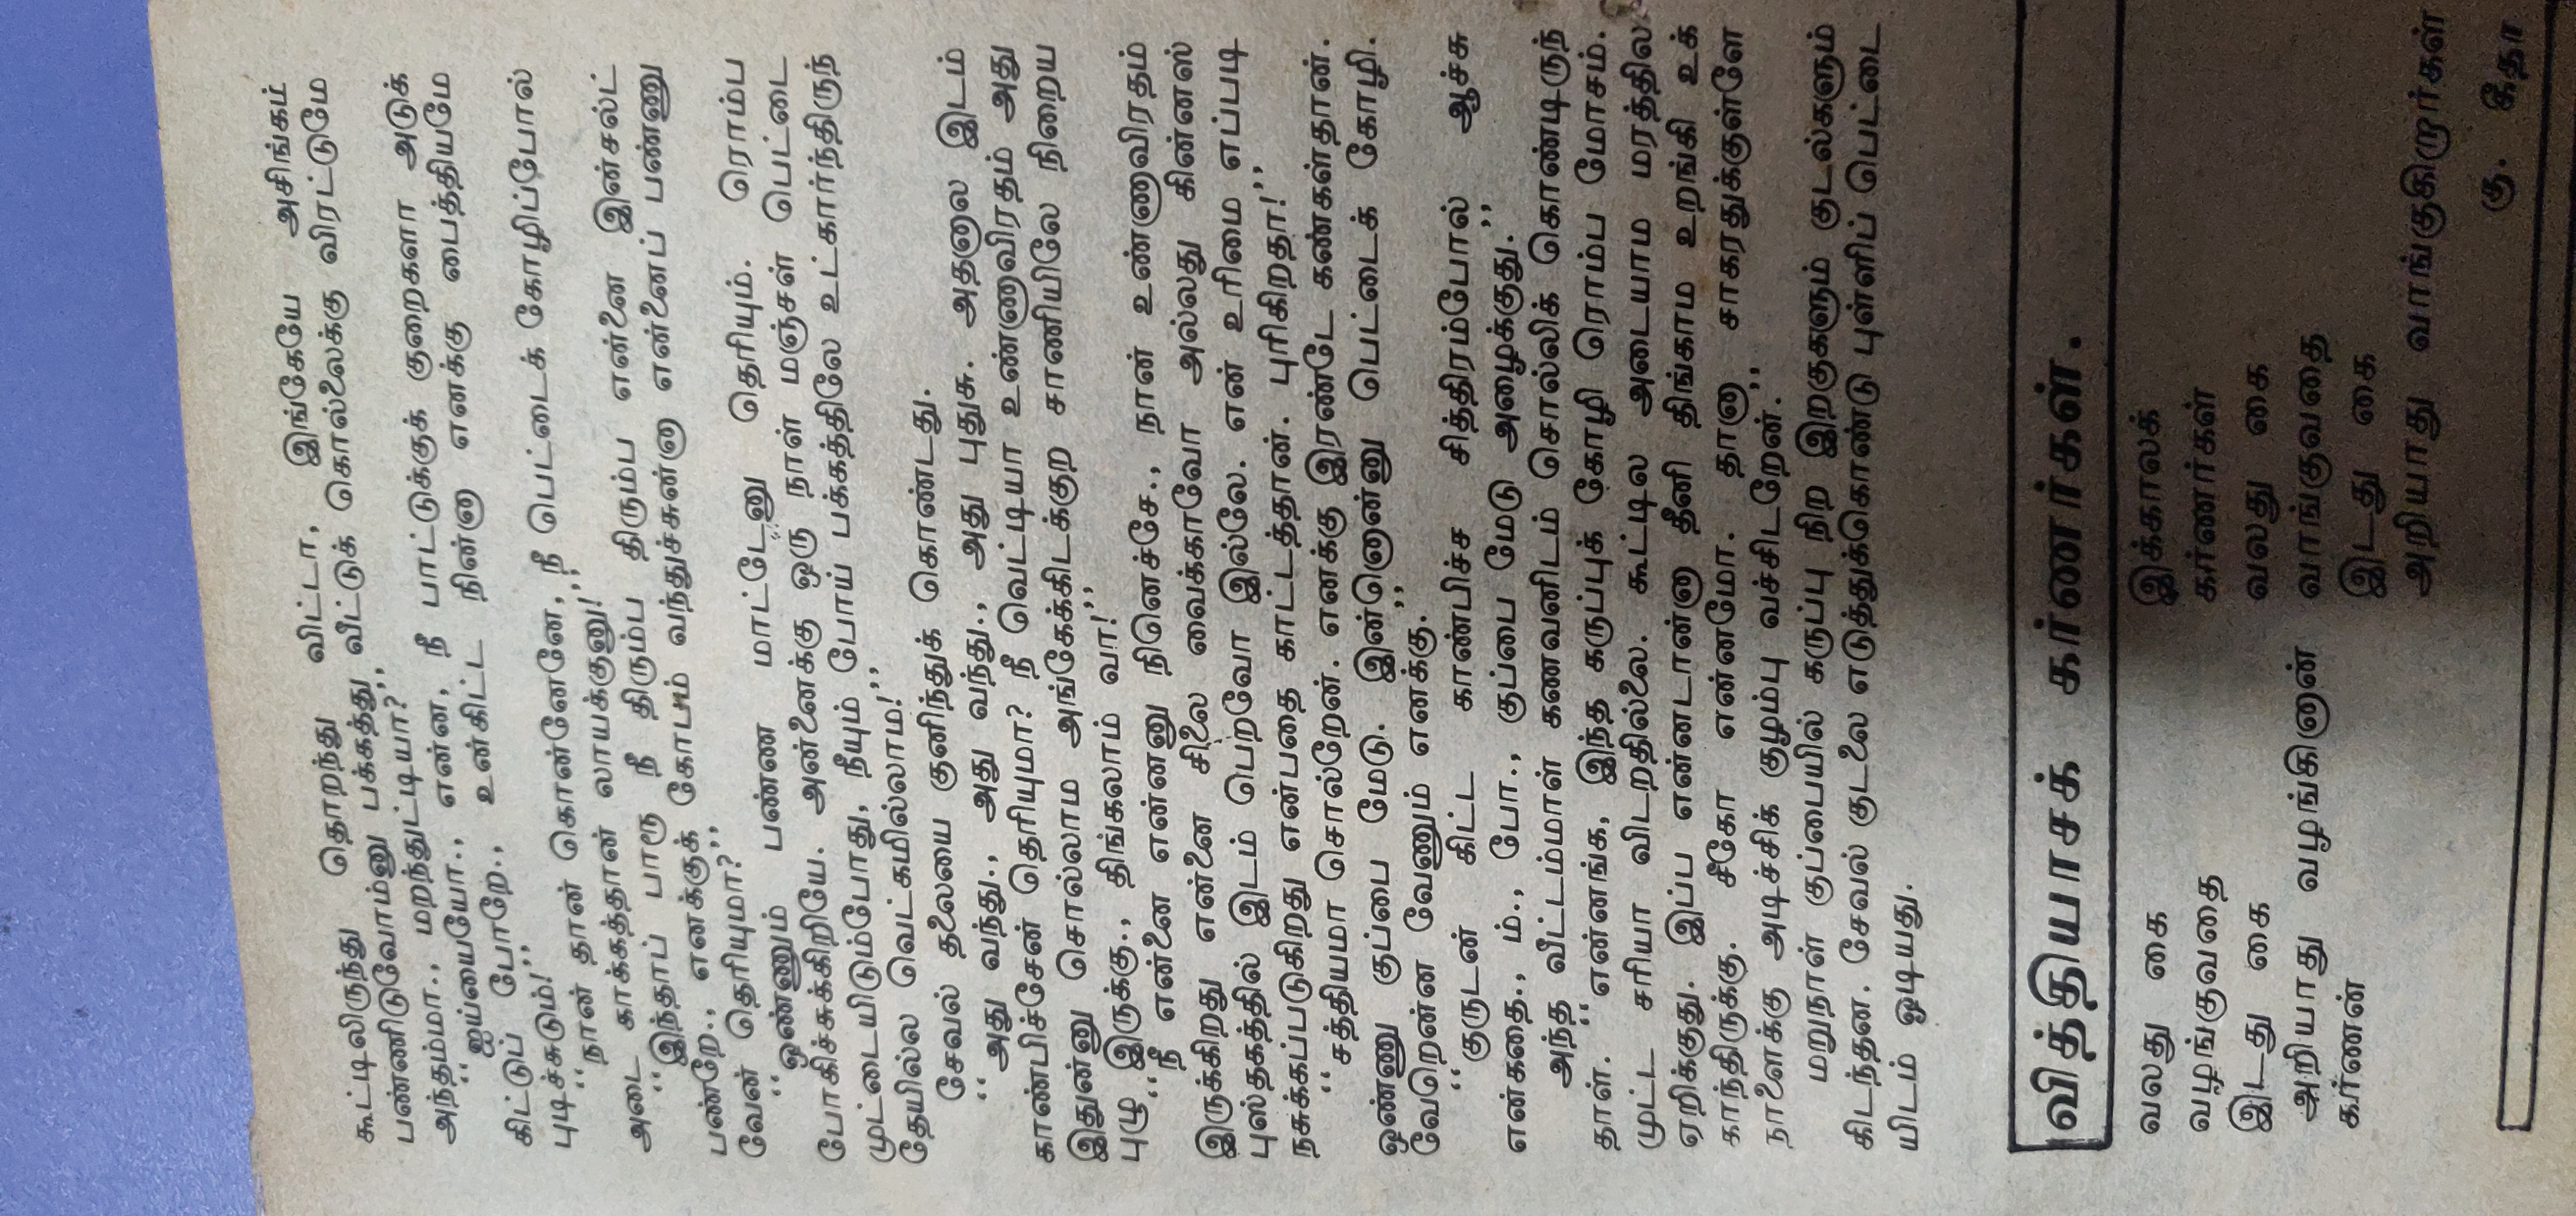 கூட்டிலிருந்து தொறந்து விட்டா, இங்கேயே அசிங்கம்
பண்ணிடுவோம்னு பக்கத்து வீட்டுக் கொல்லைக்கு விரட்டுமே
அந்தம்மா., மறந்துட்டியா?’’
‘‘ஐய்யையோ., என்ன, நீ பாட்டுக்குக் குறைகளா அடுக்
கிட்டுப் போறே., உன்கிட்ட நின்னா எனக்கு பைத்தியமே
புடிச்சுடும்!’’
‘‘நான் தான் சொன்னேனே, நீ பெட்டைக் கோழிப்போல்
அடை காக்கத்தான் லாயக்குனு!’’
‘‘இந்தாப் பாரூ நீ திரும்ப திரும்ப என்னை இன்சல்ட்
பண்றே., எனக்குக் கோபம் வந்துச்சுன்னா என்னைப் பண்ணு
வேன் தெரியுமா?’’
‘‘ஒண்ணும் பண்ண மாட்டேனு தெரியும். ரொம்ப
போகிச்சுக்கிறியே. அன்னைக்கு ஒரு நாள் மஞ்சள் பெட்டை
முட்டையிடும்போது, நீயும் போய் பக்கத்திலே உட்கார்ந்திருந்
தேயில்ல வெட்கமில்லாம!’’
சேவல் தலையை குனிந்துக் கொண்டது.
‘‘அது வந்து., அது வந்து., அது புதுசு. அதனால இடம்
காண்பிச்சேன் தெரியுமா? நீ வெட்டியா உண்ணாவிரதம் அது
இதுன்னு சொல்லாம அங்கேக்கிடக்குற சாணியிலே நிறைய
புழு இருக்கு., திங்கலாம் வா!’’
‘‘நீ என்னை என்னனு நினெச்சே., நான் உண்ணாவிரதம்
இருக்கிறது என்னை சிலை வைக்காவோ அல்லது கின்னஸ்
புஸ்தகத்தில் இடம் பெறவோ இல்லே. என் உரிமை எப்படி
நசுக்கப்படுகிறது என்பதை காட்டத்தான். புரிகிறதா!’’
‘‘சத்தியமா சொல்றேன். எனக்கு இரண்டே கண்கள்தான்.
ஒண்ணு குப்பை மேடு. இன்னொன்னு பெட்டைக் கோழி.
வேறென்ன வேணும் எனக்கு.’’
‘‘குருடன் கிட்ட காண்பிச்ச சித்திரம்போல் ஆச்சு
என்கதை., ம்., போ., குப்பை மேடு அழைக்குது.’’
அந்த வீட்டம்மாள் கணவனிடம் சொல்லிக் கொண்டிருந்
தாள். ‘‘என்னங்க, இந்த கருப்புக் கோழி ரொம்ப மோசம்.
முட்ட சரியா விடறதில்லை. கூட்டில அடையாம மரத்தில
ஏறிக்குது. இப்ப என்னடான்னா தீனி திங்காம உறங்கி உக்
காந்திருக்கு. சீகோ என்னமோ. தானா சாகரதுக்குள்ளே
நாளைக்கு அடிச்சிக் குழம்பு வச்சிடறேன்.’’
மறுநாள் குப்பையில் கருப்பு நிற இறகுகளும் குடல்களும்
கிடந்தன. சேவல் குடலை எடுத்துக்கொண்டு புள்ளிப் பெட்டை
யிடம் ஓடியது.
வித்தியாசக் கர்ணர்கள்.
வலது கை
வழங்குவதை
இடது கை
அறியாது வழங்கினான்
கர்ணன்
இக்காலக்
கர்ணர்கள்
வலது கை
வாங்குவதை
இடது கை
அறியாது வாங்குகிறார்கள்
கு. கீதா